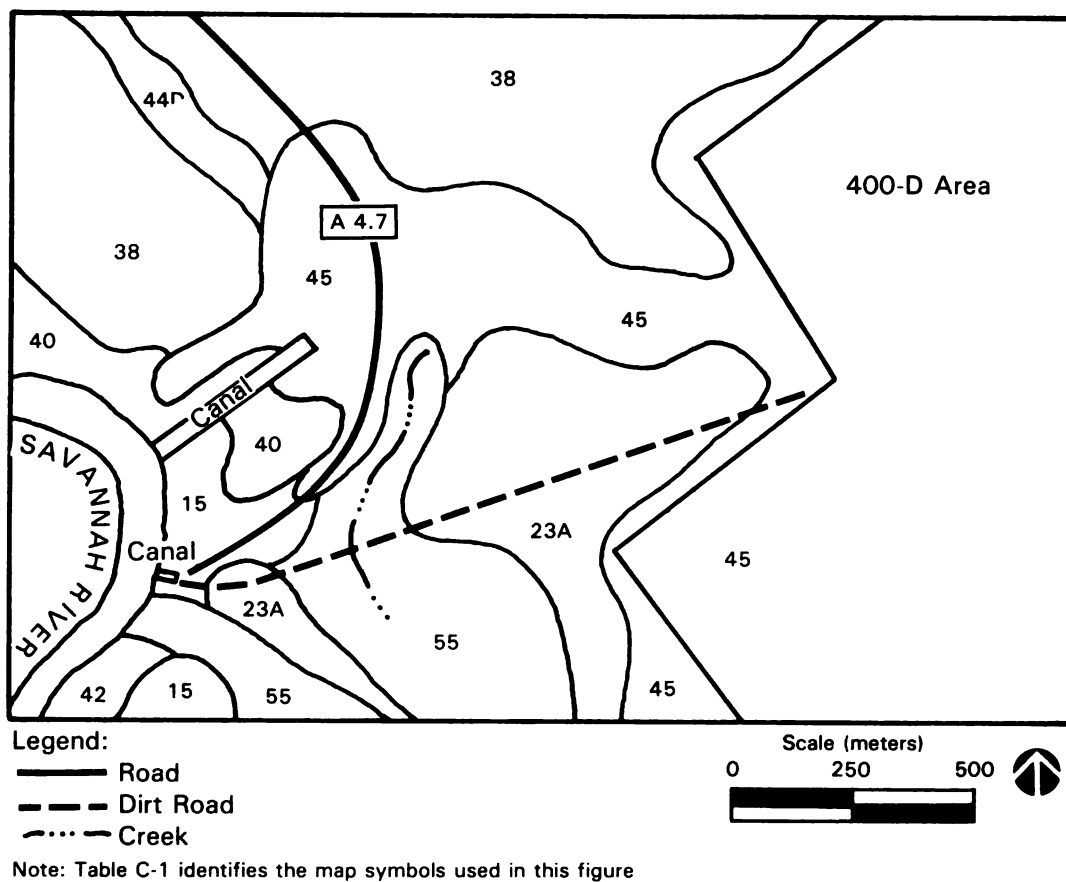 38
44D
400-D Area
A 4.7
38
45
45
40
Canal
40
SAVANNAH RIVER
15
23A
Canal
45
23A
55
42
15
55
45
Legend:
Road
Dirt Road
Creek
Scale (meters)
0 250 500
Note: Table C-1 identifies the map symbols used in this figure